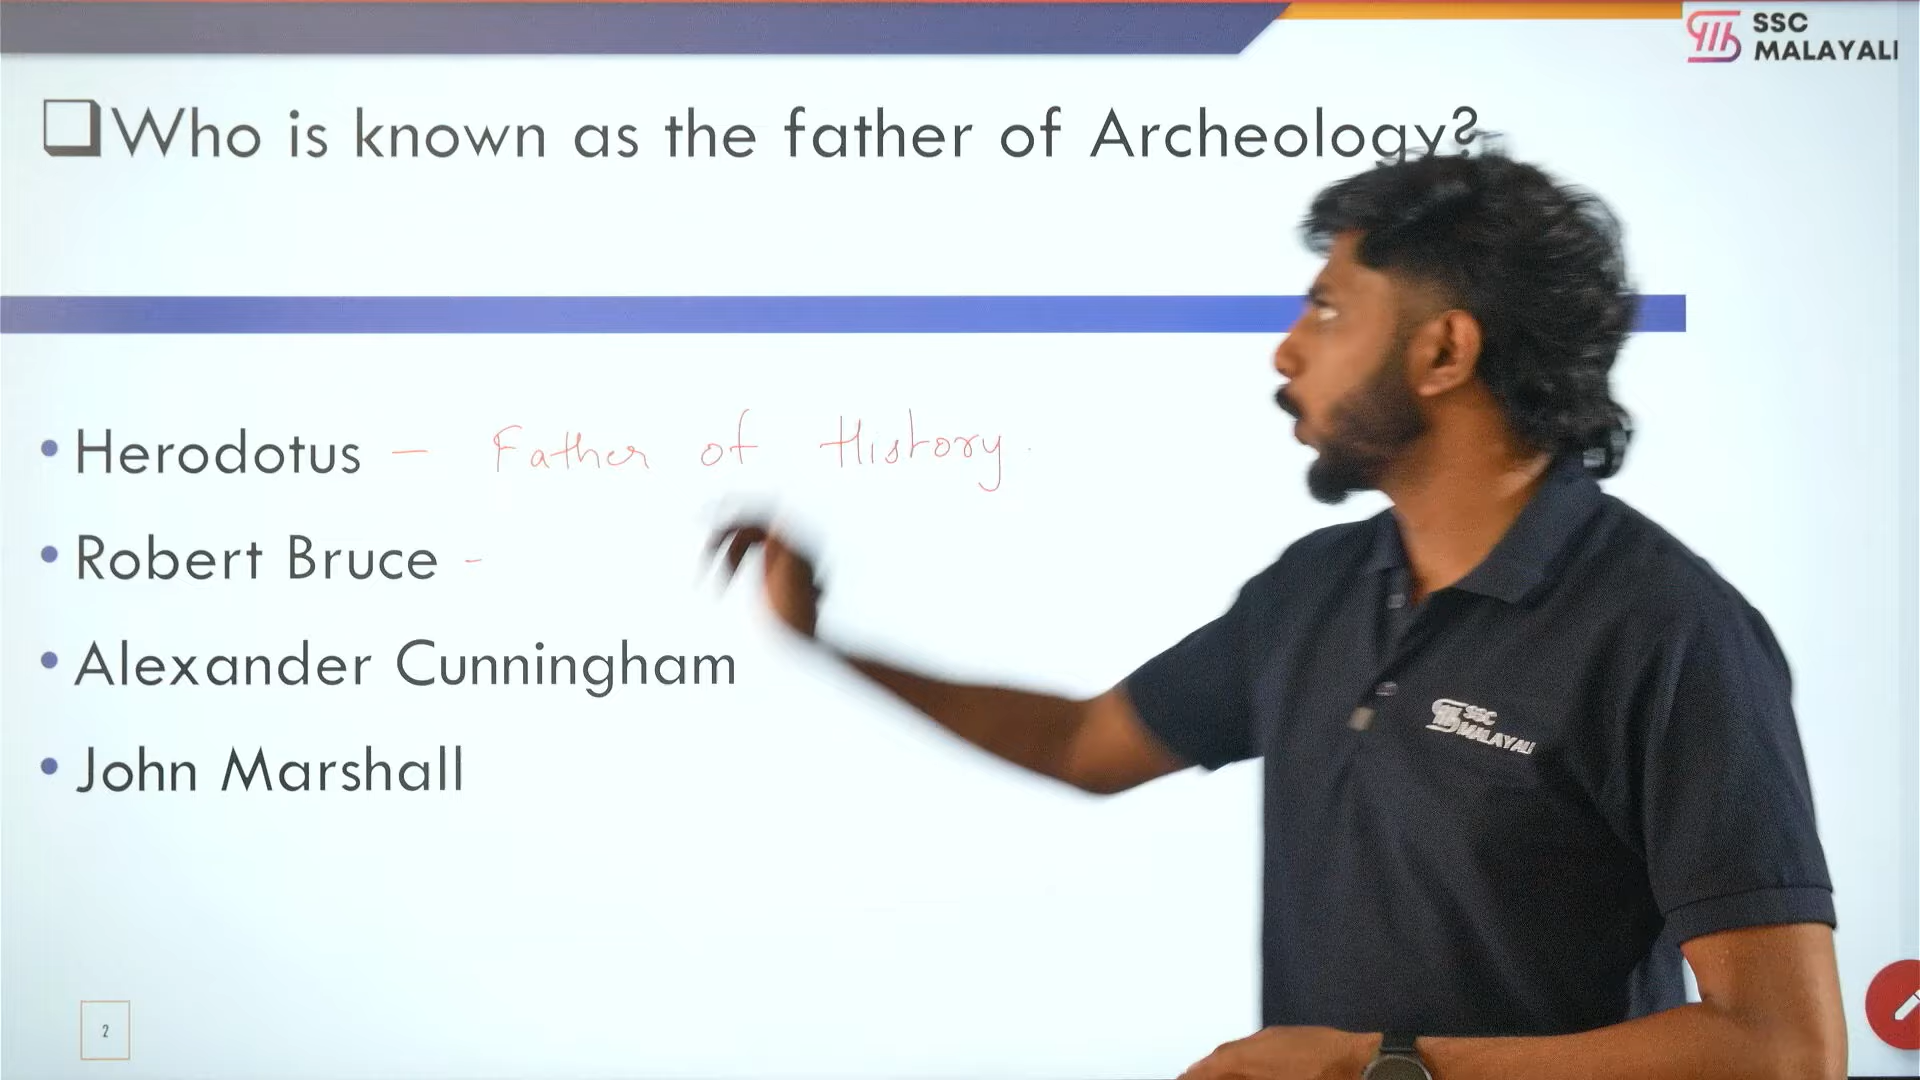 SSC
MALAYALI
Who is known as the father of Archeology?
• Herodotus — Father of History.
• Robert Bruce -
• Alexander Cunningham
• John Marshall
SSC
MALAYALI
2